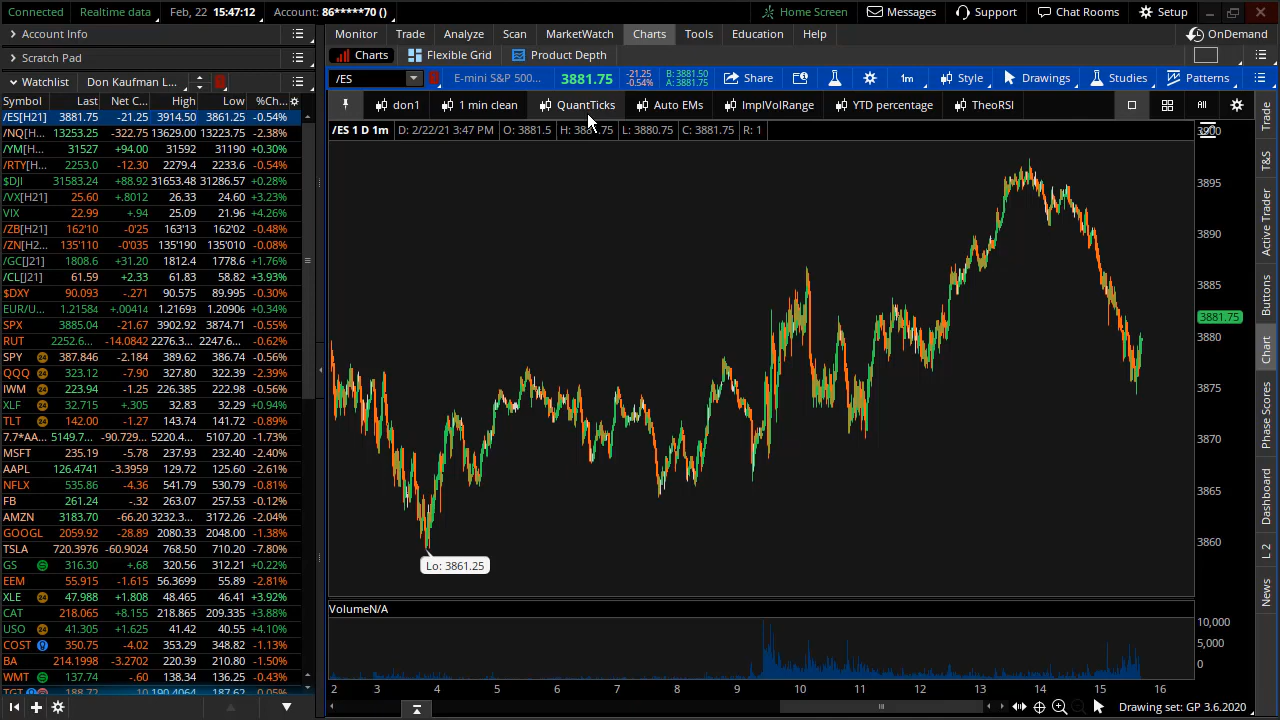 Connected Realtime data Feb, 22 15:47:12 Account: 86*****70 () Home Screen Messages Support Chat Rooms Setup
Account Info
Monitor Trade Analyze Scan MarketWatch Charts Tools Education Help OnDemand
Scratch Pad
Charts Flexible Grid Product Depth
Watchlist Don Kaufman L...
/ES E-mini S&P 500... 3881.75 -21.25 -0.54% B: 3881.50 A: 3881.75 Share 1m Style Drawings Studies Patterns
don1 1 min clean QuantTicks Auto EMs ImplVolRange YTD percentage TheoRSI All
Symbol Last Net C... High Low %Ch...
/ES 1 D 1m D: 2/22/21 3:47 PM O: 3881.5 H: 3881.75 L: 3880.75 C: 3881.75 R: 1
/ES[H21] 3881.75 -21.25 3914.50 3861.25 -0.54%
/NQ[H... 13253.25 -322.75 13629.00 13223.75 -2.38%
/YM[H... 31527 +94.00 31592 31190 +0.30%
/RTY[H... 2253.0 -12.30 2279.4 2233.6 -0.54%
$DJI 31583.24 +88.92 31653.48 31286.57 +0.28%
/VX[H21] 25.60 +.8012 26.33 24.60 +3.23%
VIX 22.99 +.94 25.09 21.96 +4.26%
/ZB[H21] 162'10 -0'25 163'13 162'02 -0.48%
/ZN[H2... 135'110 -0'035 135'190 135'010 -0.08%
/GC[J21] 1808.6 +31.20 1812.4 1778.6 +1.76%
/CL[J21] 61.59 +2.33 61.83 58.82 +3.93%
$DXY 90.093 -.271 90.575 89.995 -0.30%
EUR/U... 1.21584 +.00414 1.21693 1.20906 +0.34%
SPX 3885.04 -21.67 3902.92 3874.71 -0.55%
RUT 2252.6... -14.0842 2276.3... 2247.6... -0.62%
SPY 387.846 -2.184 389.62 386.74 -0.56%
QQQ 323.12 -7.90 327.80 322.42 -2.39%
IWM 223.94 -1.25 226.385 222.98 -0.56%
XLF 32.715 +.305 32.83 32.29 +0.94%
TLT 142.00 -1.27 143.74 141.72 -0.89%
7.7*AA... 5149.7... -90.729... 5220.4... 5107.20 -1.73%
MSFT 235.19 -5.78 237.93 232.40 -2.40%
AAPL 126.4741 -3.3959 129.72 125.60 -2.61%
NFLX 535.86 -4.36 541.79 530.79 -0.81%
FB 261.24 -.32 263.07 257.53 -0.12%
AMZN 3183.70 -66.20 3232.3... 3172.26 -2.04%
GOOGL 2059.92 -28.89 2080.33 2048.00 -1.38%
TSLA 720.3976 -60.9024 768.50 710.20 -7.80%
GS 316.30 +.68 320.56 312.21 +0.22%
EEM 55.915 -1.615 56.3699 55.89 -2.81%
XLE 47.988 +1.808 48.465 46.41 +3.92%
CAT 218.065 +8.155 218.865 209.335 +3.88%
USO 41.305 +1.625 41.42 40.55 +4.10%
COST 350.75 -4.02 353.29 348.82 -1.13%
BA 214.1998 -3.2702 220.39 210.80 -1.50%
WMT 137.74 -.60 138.34 136.25 -0.43%
TGT 188.72 190.4064 187.62
3900
3895
3890
3885
3881.75
3880
3875
3870
3865
3860
Lo: 3861.25
VolumeN/A
10,000
5,000
0
2 3 4 5 6 7 8 9 10 11 12 13 14 15 16
Drawing set: GP 3.6.2020
Trade
T&S
Active Trader
Buttons
Chart
Phase Scores
Dashboard
L 2
News